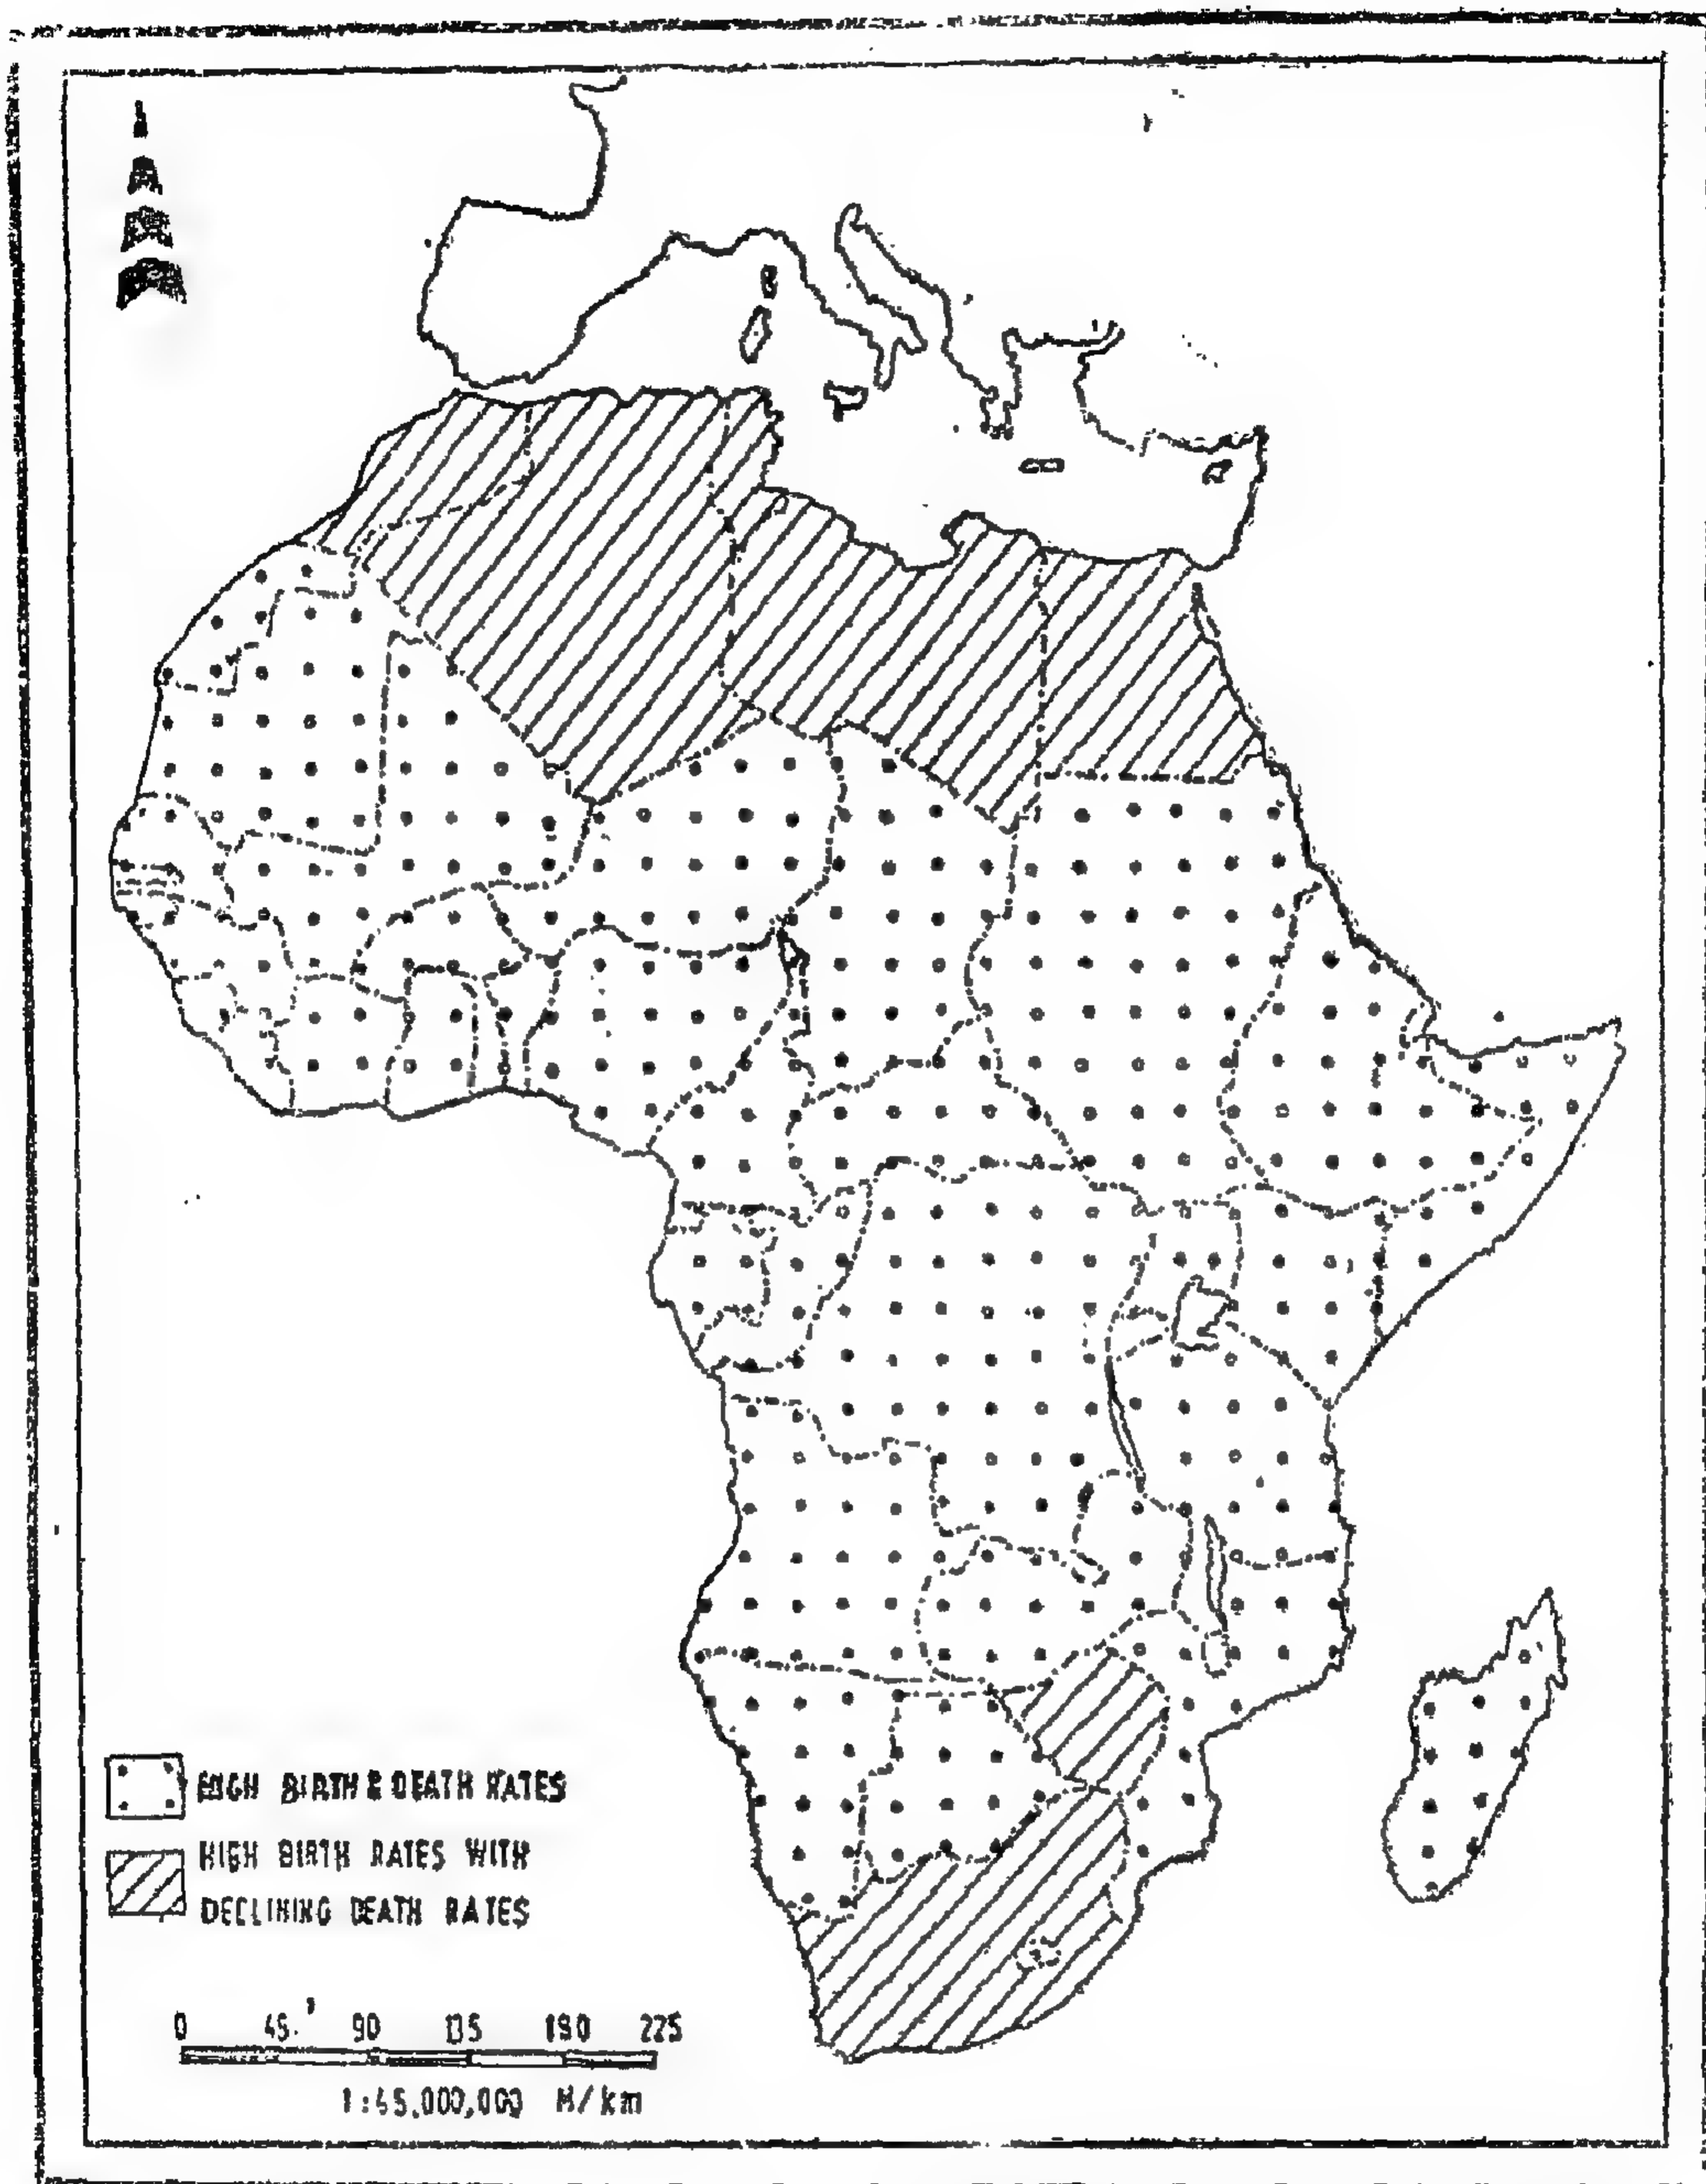 HIGH BIRTH & DEATH RATES
HIGH BIRTH RATES WITH
DECLINING DEATH RATES
0 45 90 135 180 225
1:45,000,000 M/km